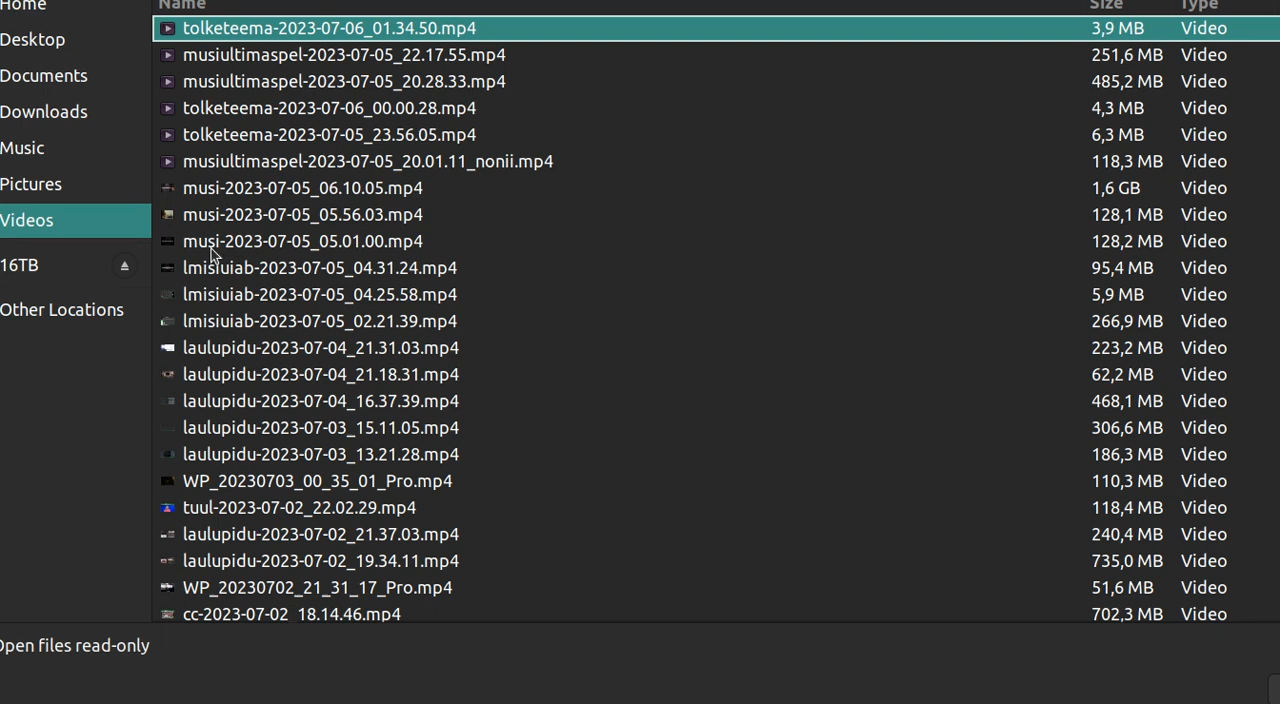 Home
Desktop
Documents
Downloads
Music
Pictures
Videos
16TB
Other Locations
Name Size Type
tolketeema-2023-07-06_01.34.50.mp4 3,9 MB Video
musiultimaspel-2023-07-05_22.17.55.mp4 251,6 MB Video
musiultimaspel-2023-07-05_20.28.33.mp4 485,2 MB Video
tolketeema-2023-07-06_00.00.28.mp4 4,3 MB Video
tolketeema-2023-07-05_23.56.05.mp4 6,3 MB Video
musiultimaspel-2023-07-05_20.01.11_nonii.mp4 118,3 MB Video
musi-2023-07-05_06.10.05.mp4 1,6 GB Video
musi-2023-07-05_05.56.03.mp4 128,1 MB Video
musi-2023-07-05_05.01.00.mp4 128,2 MB Video
lmisiuiab-2023-07-05_04.31.24.mp4 95,4 MB Video
lmisiuiab-2023-07-05_04.25.58.mp4 5,9 MB Video
lmisiuiab-2023-07-05_02.21.39.mp4 266,9 MB Video
laulupidu-2023-07-04_21.31.03.mp4 223,2 MB Video
laulupidu-2023-07-04_21.18.31.mp4 62,2 MB Video
laulupidu-2023-07-04_16.37.39.mp4 468,1 MB Video
laulupidu-2023-07-03_15.11.05.mp4 306,6 MB Video
laulupidu-2023-07-03_13.21.28.mp4 186,3 MB Video
WP_20230703_00_35_01_Pro.mp4 110,3 MB Video
tuul-2023-07-02_22.02.29.mp4 118,4 MB Video
laulupidu-2023-07-02_21.37.03.mp4 240,4 MB Video
laulupidu-2023-07-02_19.34.11.mp4 735,0 MB Video
WP_20230702_21_31_17_Pro.mp4 51,6 MB Video
cc-2023-07-02_18.14.46.mp4 702,3 MB Video
Open files read-only